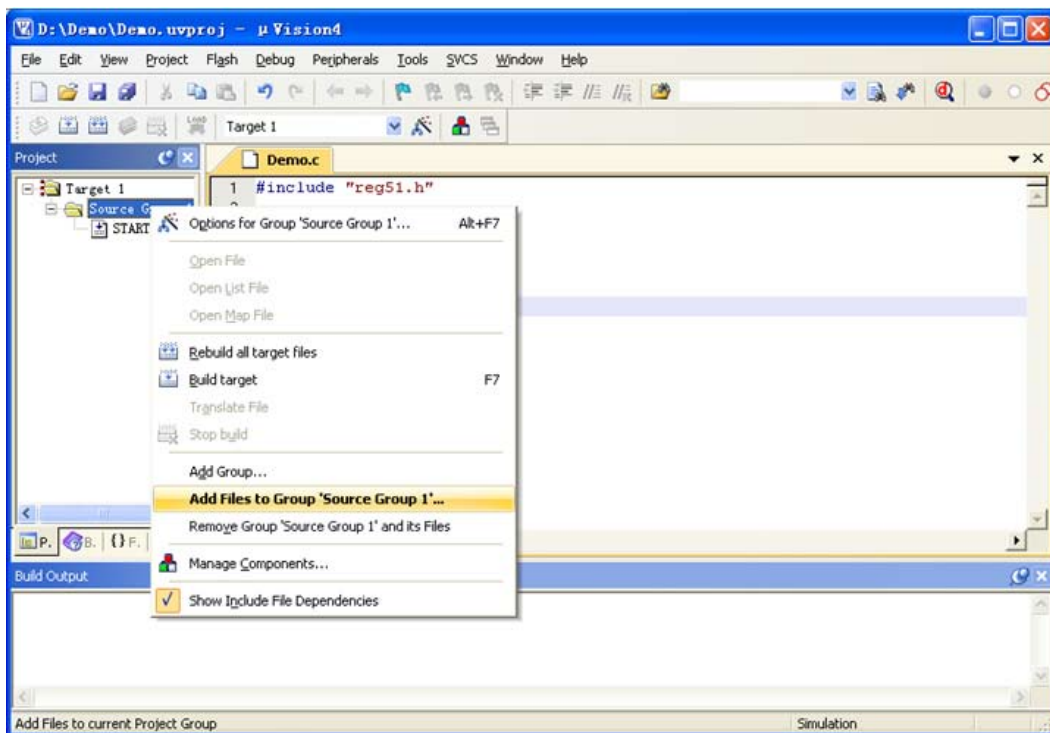 D:\Demo\Demo.uvproj - µVision4
File Edit View Project Flash Debug Peripherals Tools SVCS Window Help
Target 1
Project
Demo.c
Target 1
Source G
START
1 #include "reg51.h"
2
Options for Group 'Source Group 1'... Alt+F7
Open File
Open List File
Open Map File
Rebuild all target files
Build target F7
Translate File
Stop build
Add Group...
Add Files to Group 'Source Group 1'...
Remove Group 'Source Group 1' and its Files
Manage Components...
Show Include File Dependencies
P. B. {} F.
Build Output
Add Files to current Project Group
Simulation